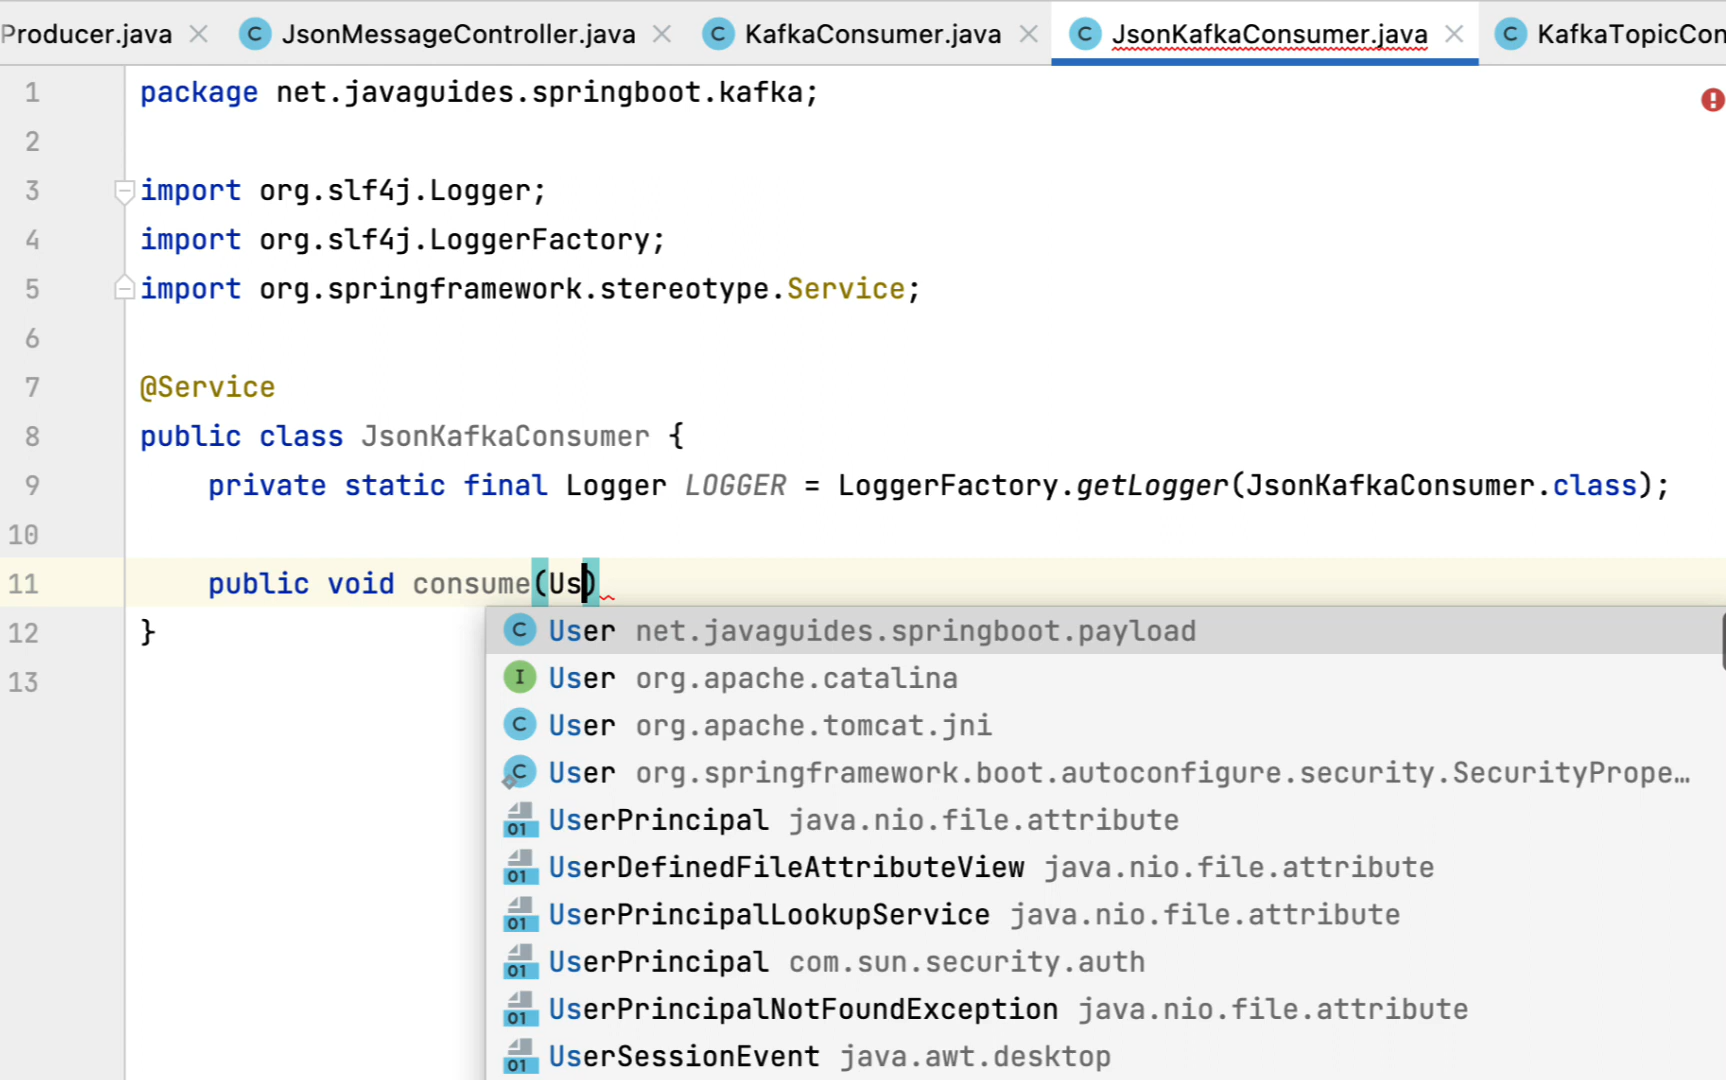 Producer.java JsonMessageController.java KafkaConsumer.java JsonKafkaConsumer.java KafkaTopicCon
1 package net.javaguides.springboot.kafka;
2
3 import org.slf4j.Logger;
4 import org.slf4j.LoggerFactory;
5 import org.springframework.stereotype.Service;
6
7 @Service
8 public class JsonKafkaConsumer {
9 private static final Logger LOGGER = LoggerFactory.getLogger(JsonKafkaConsumer.class);
10
11 public void consume(Us)
12 }
13
User net.javaguides.springboot.payload
User org.apache.catalina
User org.apache.tomcat.jni
User org.springframework.boot.autoconfigure.security.SecurityPrope…
UserPrincipal java.nio.file.attribute
UserDefinedFileAttributeView java.nio.file.attribute
UserPrincipalLookupService java.nio.file.attribute
UserPrincipal com.sun.security.auth
UserPrincipalNotFoundException java.nio.file.attribute
UserSessionEvent java.awt.desktop